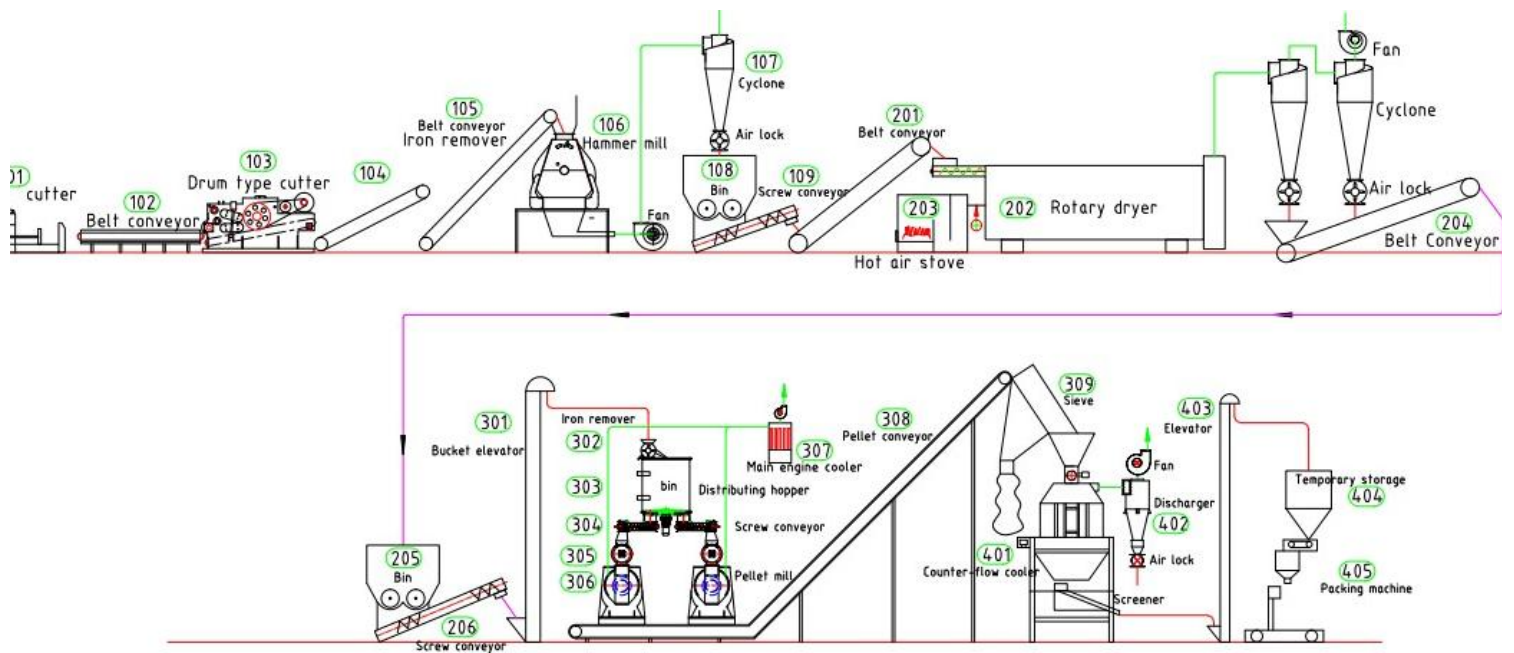 01
cutter
102
Belt conveyor
103
Drum type cutter
104
105
Belt conveyor
Iron remover
106
Hammer mill
Fan
107
Cyclone
Air lock
108
Bin
109
Screw conveyor
201
Belt conveyor
203
Hot air stove
202 Rotary dryer
Fan
Cyclone
Air lock
204
Belt Conveyor
205
Bin
206
Screw conveyor
301
Bucket elevator
Iron remover
302
303
bin
Distributing hopper
304
Screw conveyor
305
306
Pellet mill
307
Main engine cooler
308
Pellet conveyor
309
Sieve
401
Counter-flow cooler
Screener
Fan
Discharger
402
Air lock
403
Elevator
Temporary storage
404
405
Packing machine